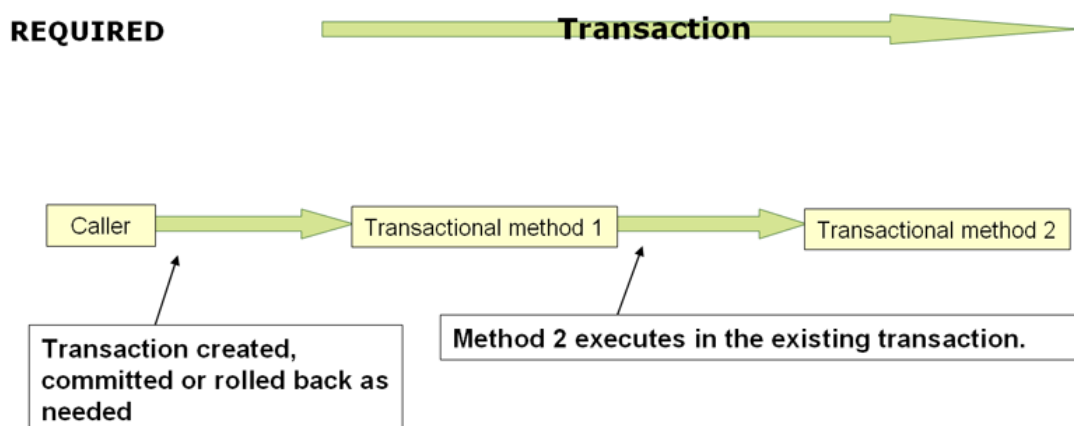 REQUIRED
Transaction
Caller
Transactional method 1
Transactional method 2
Transaction created,
committed or rolled back as
needed
Method 2 executes in the existing transaction.